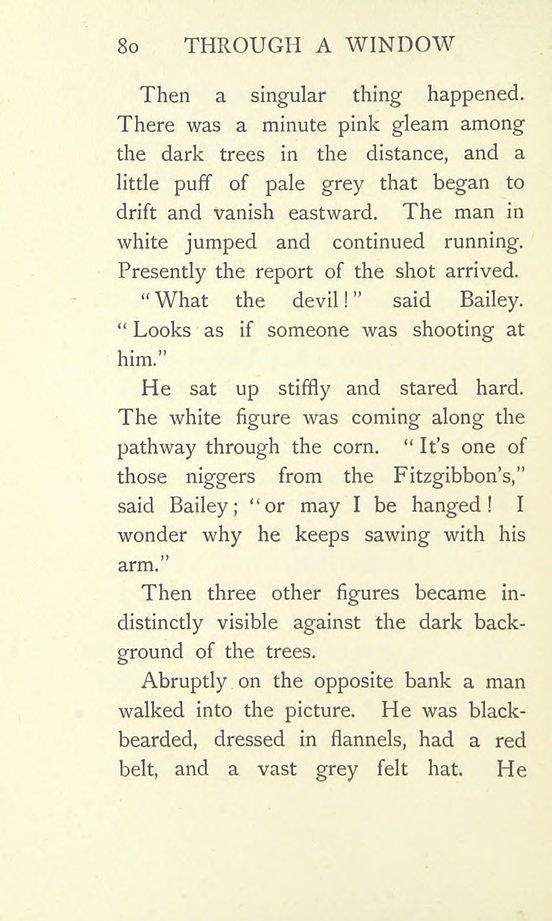 80 THROUGH A WINDOW
Then a singular thing happened.
There was a minute pink gleam among
the dark trees in the distance, and a
little puff of pale grey that began to
drift and vanish eastward. The man in
white jumped and continued running.
Presently the report of the shot arrived.
"What the devil!" said Bailey.
"Looks as if someone was shooting at
him."
He sat up stiffly and stared hard.
The white figure was coming along the
pathway through the corn. "It's one of
those niggers from the Fitzgibbon's,"
said Bailey; "or may I be hanged! I
wonder why he keeps sawing with his
arm."
Then three other figures became in-
distinctly visible against the dark back-
ground of the trees.
Abruptly on the opposite bank a man
walked into the picture. He was black-
bearded, dressed in flannels, had a red
belt, and a vast grey felt hat. He